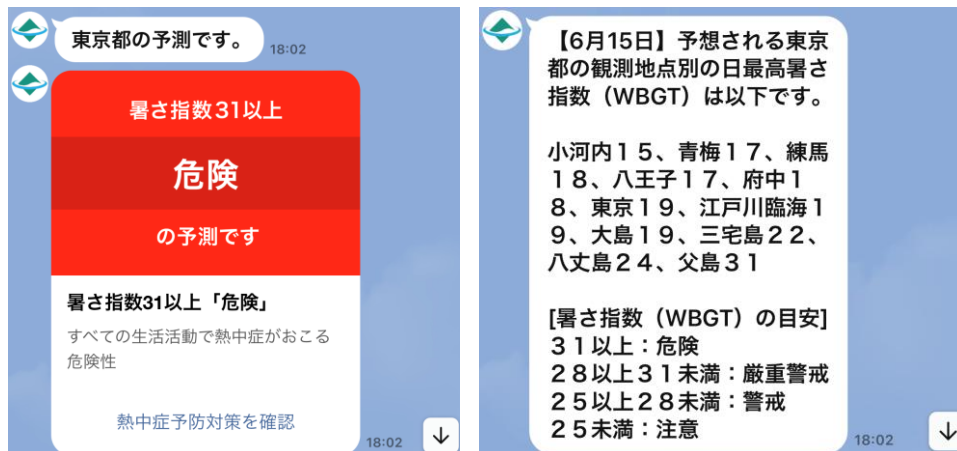 東京都の予測です。
18:02
暑さ指数31以上
危険
の予測です
暑さ指数31以上「危険」
すべての生活活動で熱中症がおこる
危険性
熱中症予防対策を確認
18:02
【6月15日】予想される東京
都の観測地点別の日最高暑さ
指数（WBGT）は以下です。
小河内１５、青梅１７、練馬
１８、八王子１７、府中１
８、東京１９、江戸川臨海１
９、大島１９、三宅島２２、
八丈島２４、父島３１
[暑さ指数（WBGT）の目安]
３１以上：危険
２８以上３１未満：厳重警戒
２５以上２８未満：警戒
２５未満：注意
18:02